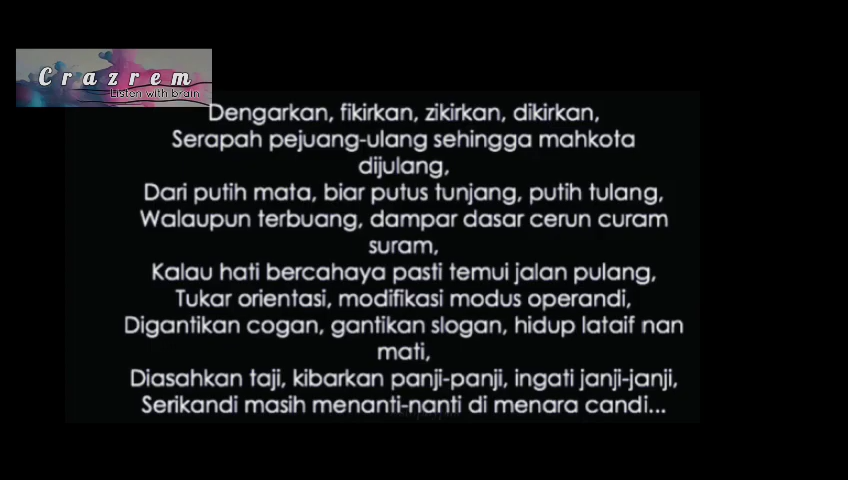 Crazrem
Listen with brain
Dengarkan, fikirkan, zikirkan, dikirkan,
Serapah pejuang-ulang sehingga mahkota
dijulang,
Dari putih mata, biar putus tunjang, putih tulang,
Walaupun terbuang, dampar dasar cerun curam
suram,
Kalau hati bercahaya pasti temui jalan pulang,
Tukar orientasi, modifikasi modus operandi,
Digantikan cogan, gantikan slogan, hidup lataif nan
mati,
Diasahkan taji, kibarkan panji-panji, ingati janji-janji,
Serikandi masih menanti-nanti di menara candi...